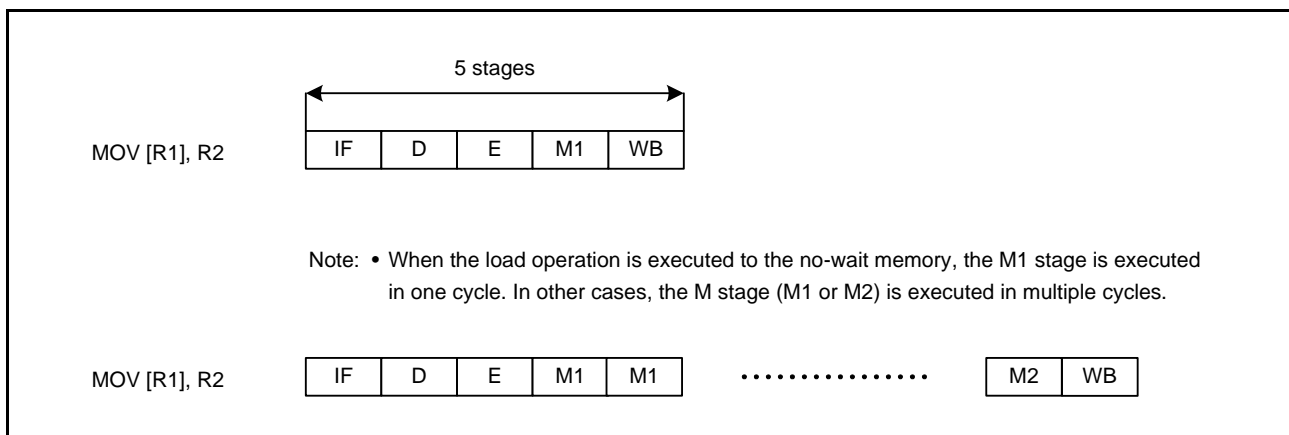 5 stages
MOV [R1], R2 IF D E M1 WB
Note: • When the load operation is executed to the no-wait memory, the M1 stage is executed
in one cycle. In other cases, the M stage (M1 or M2) is executed in multiple cycles.
MOV [R1], R2 IF D E M1 M1 ................ M2 WB